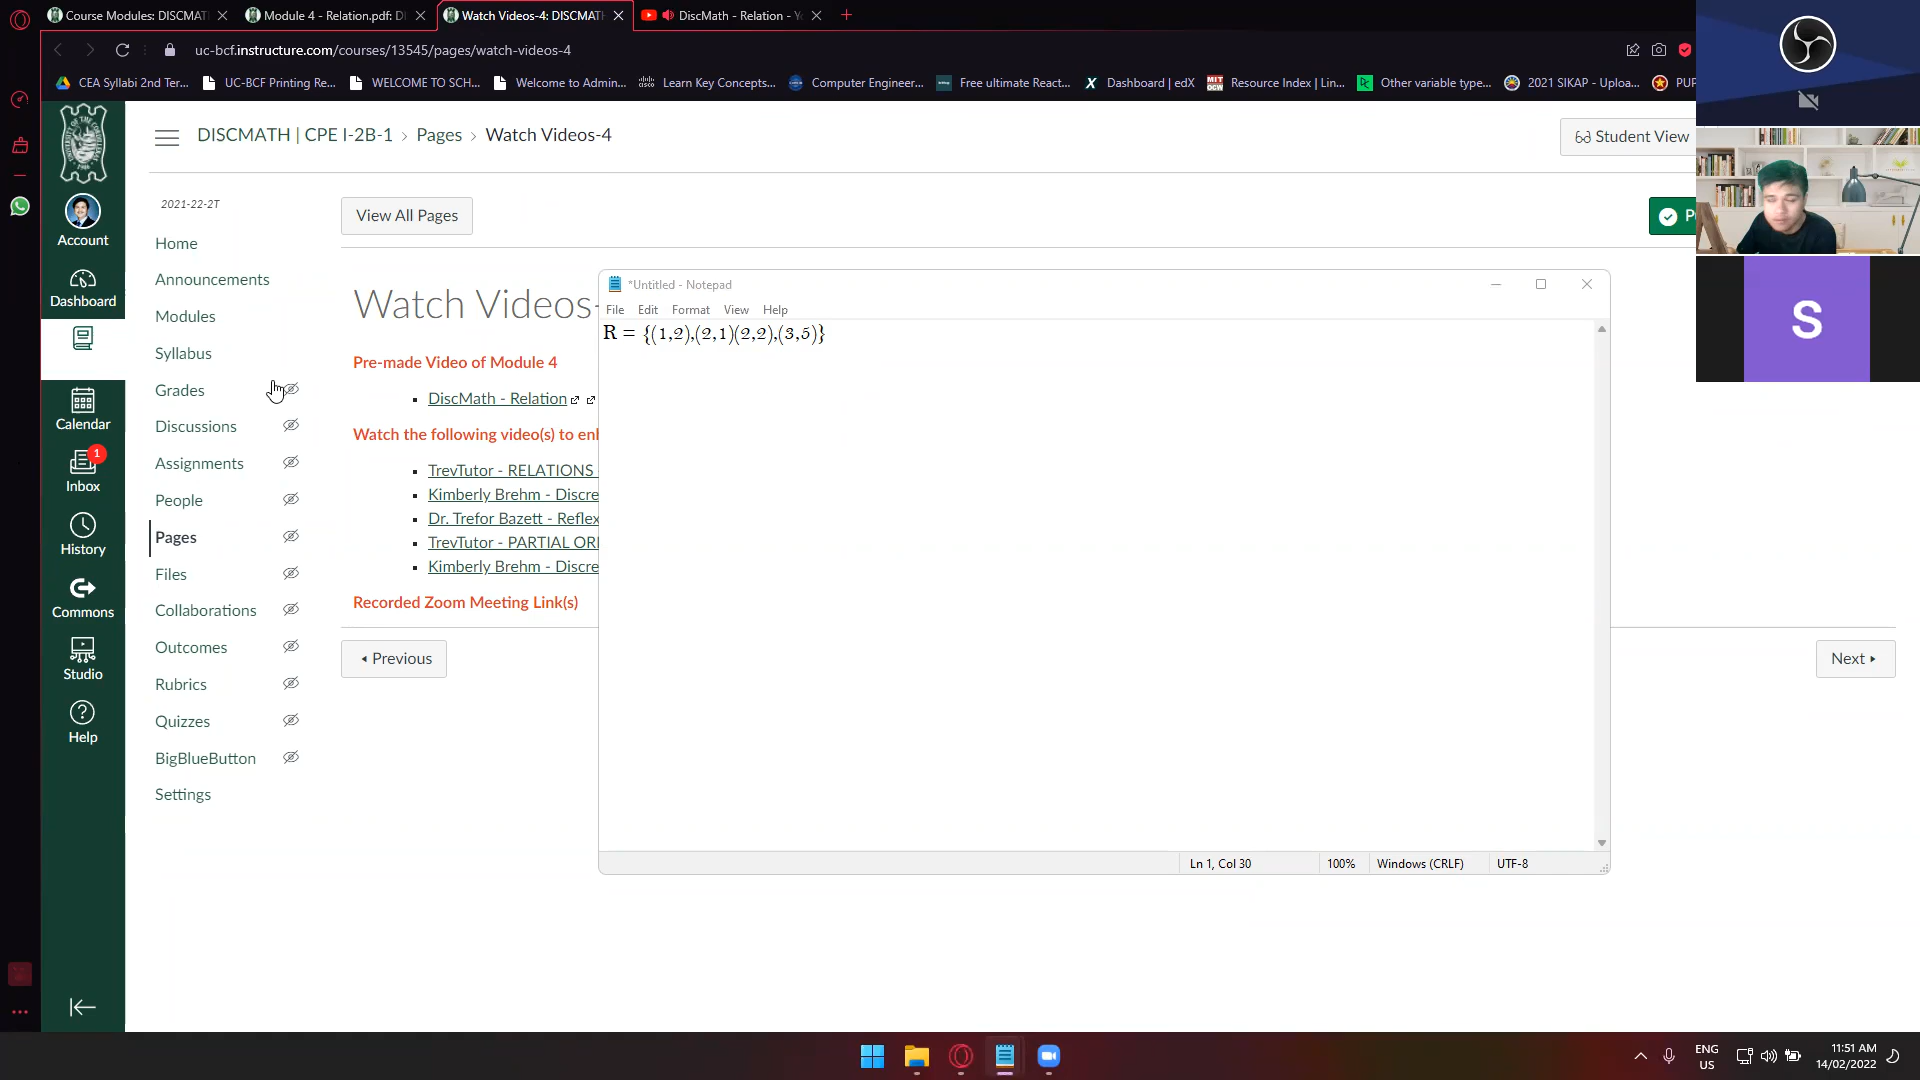 Course Modules: DISCMAT
Module 4 - Relation.pdf: D
Watch Videos-4: DISCMATH
DiscMath - Relation - Y
uc-bcf.instructure.com/courses/13545/pages/watch-videos-4
CEA Syllabi 2nd Ter...
UC-BCF Printing Re...
WELCOME TO SCH...
Welcome to Admin...
Learn Key Concepts...
Computer Engineer...
Free ultimate React...
Dashboard | edX
Resource Index | Lin...
Other variable type...
2021 SIKAP - Uploa...
PUP
DISCMATH | CPE I-2B-1 > Pages > Watch Videos-4
Student View
Account
Dashboard
Calendar
1
Inbox
History
Commons
Studio
Help
2021-22-2T
Home
Announcements
Modules
Syllabus
Grades
Discussions
Assignments
People
Pages
Files
Collaborations
Outcomes
Rubrics
Quizzes
BigBlueButton
Settings
View All Pages
P
Watch Videos-
Pre-made Video of Module 4
DiscMath - Relation
Watch the following video(s) to enh
TrevTutor - RELATIONS
Kimberly Brehm - Discre
Dr. Trefor Bazett - Reflex
TrevTutor - PARTIAL ORI
Kimberly Brehm - Discre
Recorded Zoom Meeting Link(s)
Previous
Next
*Untitled - Notepad
File Edit Format View Help
R = {(1,2),(2,1)(2,2),(3,5)}
Ln 1, Col 30
100%
Windows (CRLF)
UTF-8
S
ENG
US
11:51 AM
14/02/2022